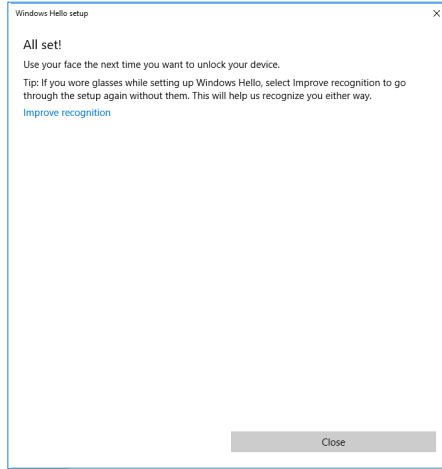 Windows Hello setup
All set!
Use your face the next time you want to unlock your device.
Tip: If you wore glasses while setting up Windows Hello, select Improve recognition to go
through the setup again without them. This will help us recognize you either way.
Improve recognition
Close